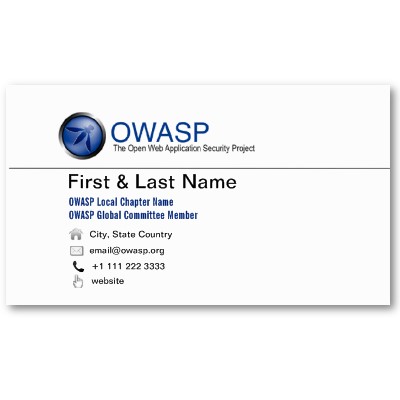 OWASP
The Open Web Application Security Project
First & Last Name
OWASP Local Chapter Name
OWASP Global Committee Member
City, State Country
email@owasp.org
+1 111 222 3333
website